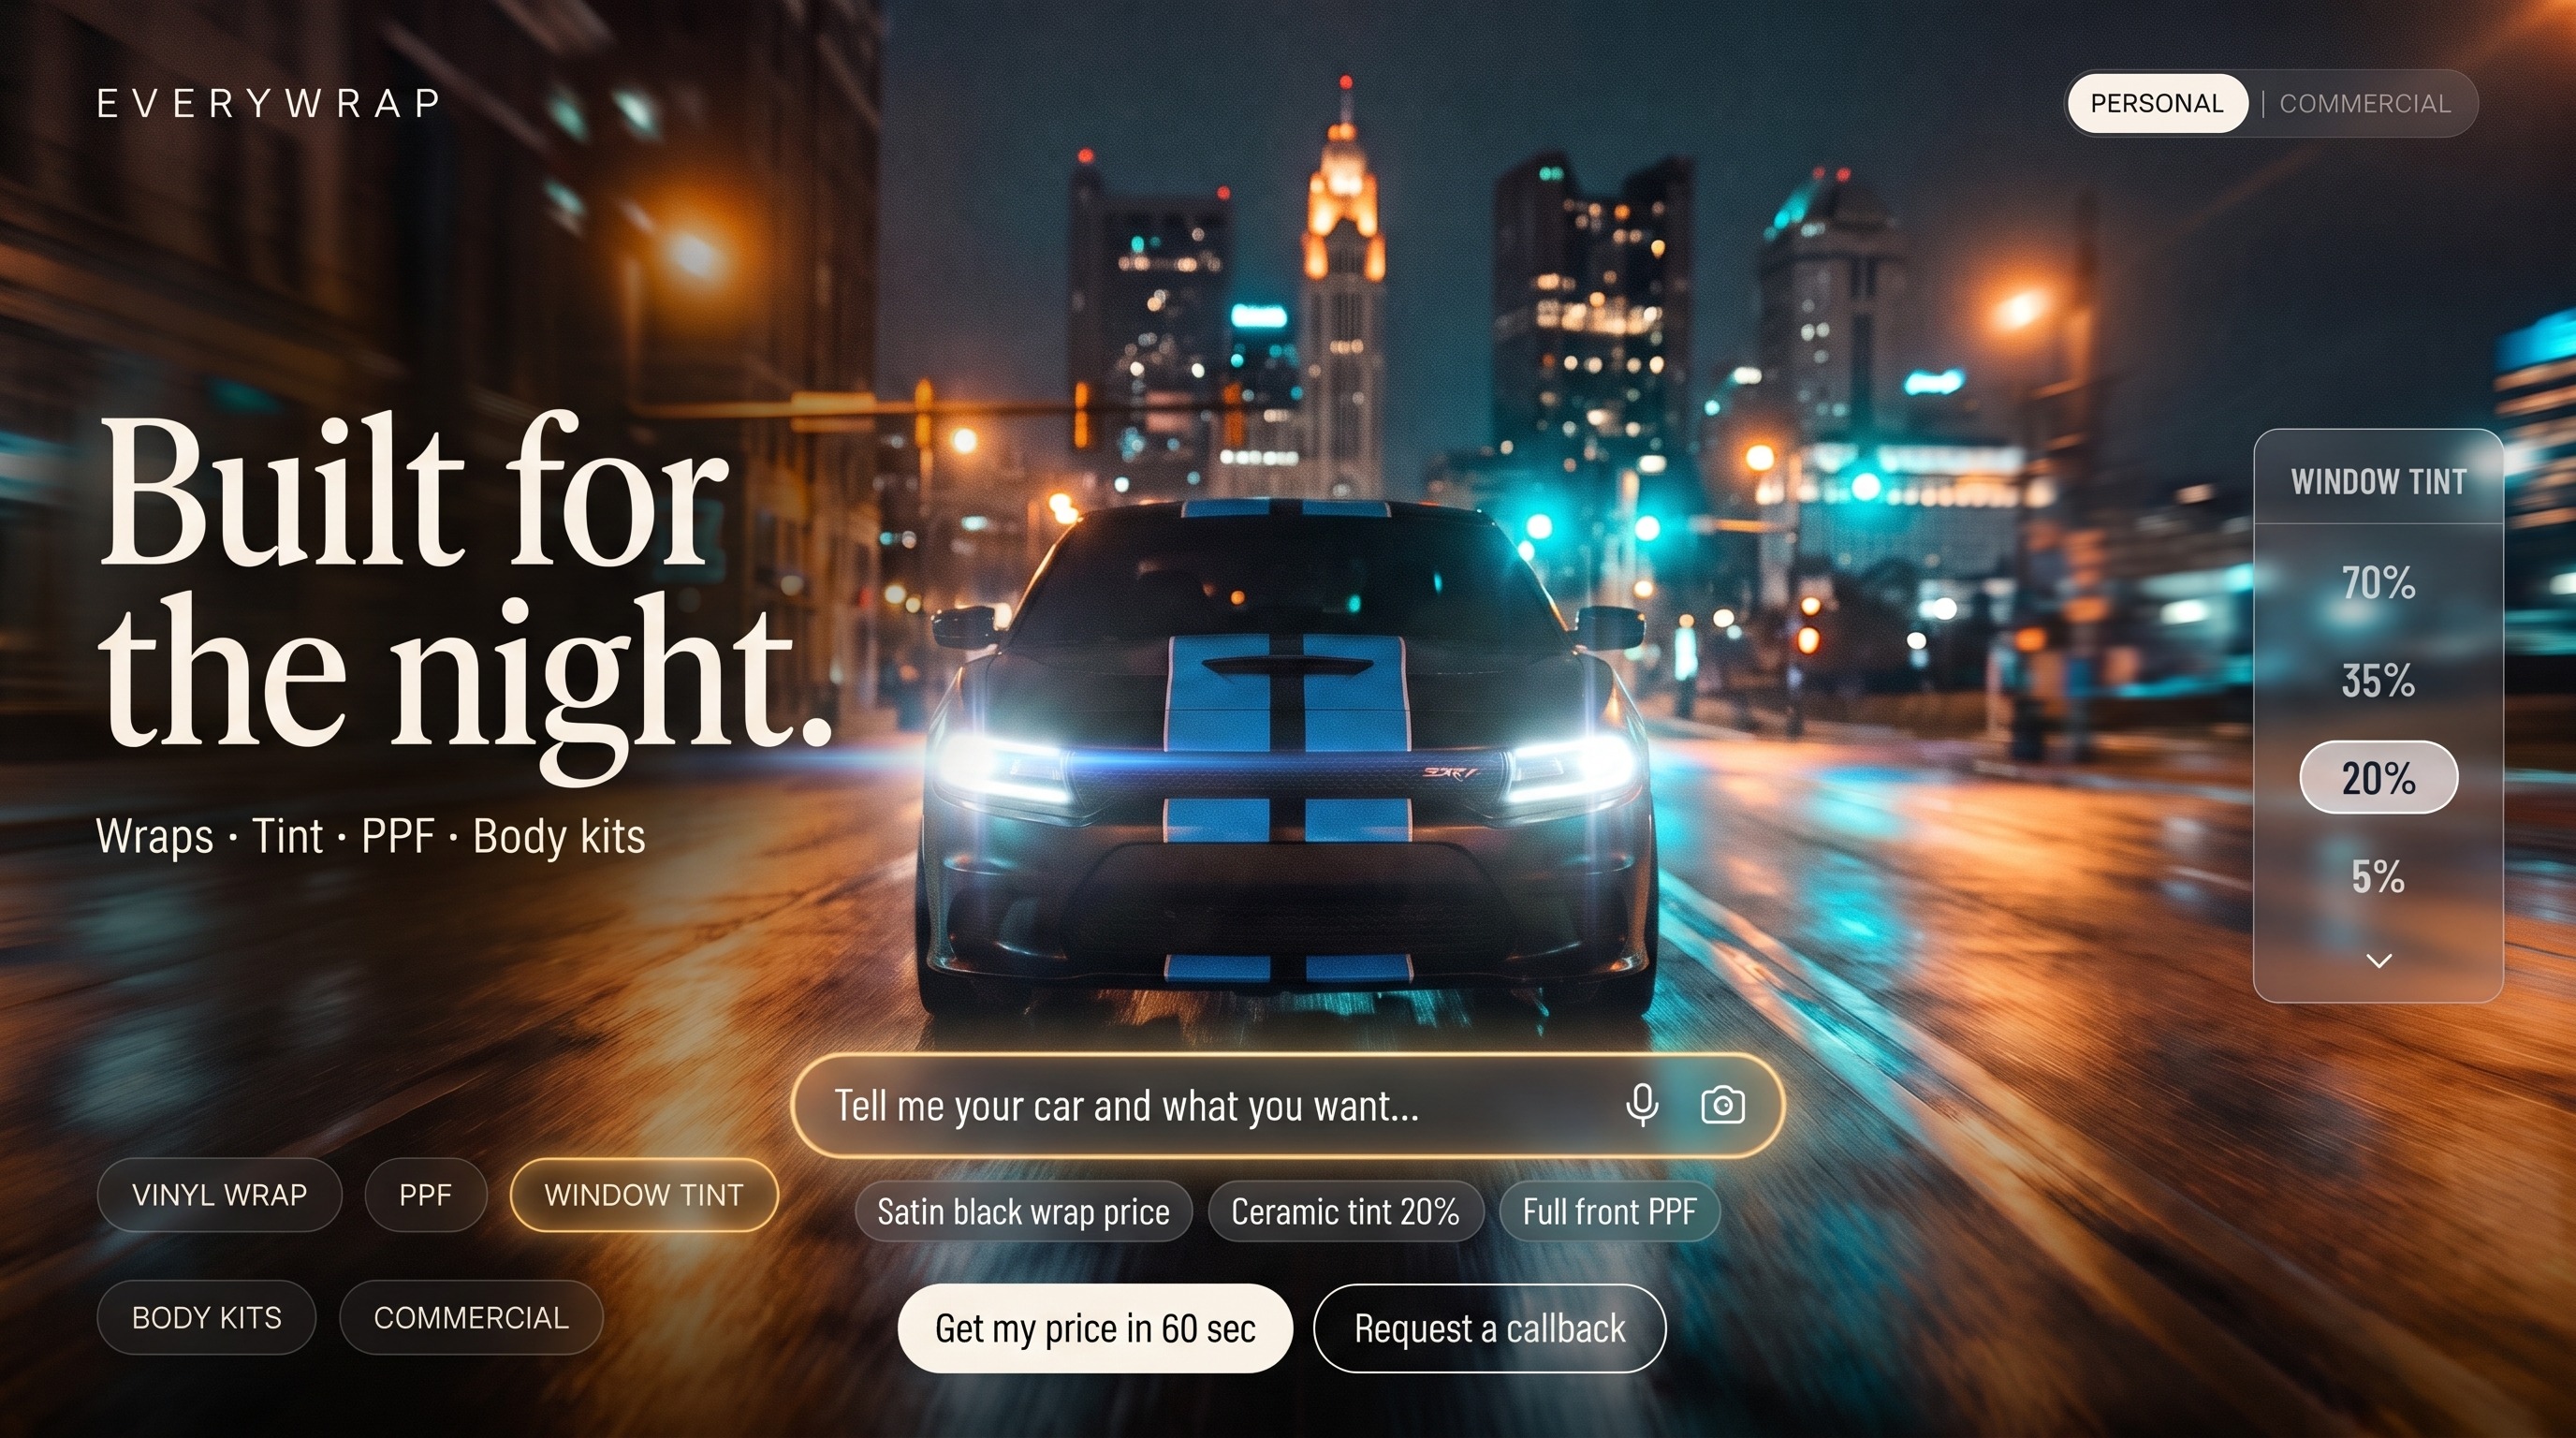 EVERYWRAP
PERSONAL | COMMERCIAL
Built for
the night.
Wraps · Tint · PPF · Body kits
WINDOW TINT
70%
35%
20%
5%
Tell me your car and what you want...
VINYL WRAP
PPF
WINDOW TINT
BODY KITS
COMMERCIAL
Satin black wrap price
Ceramic tint 20%
Full front PPF
Get my price in 60 sec
Request a callback